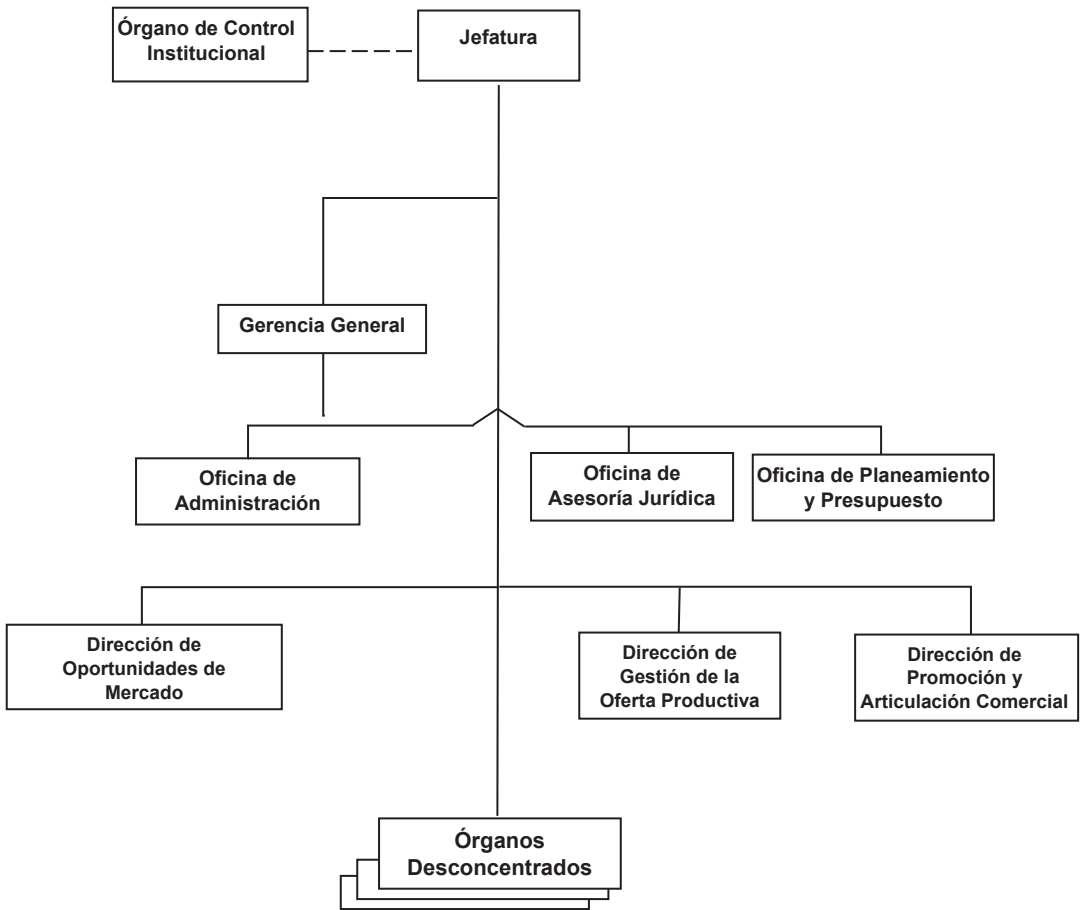 Órgano de Control
Institucional
Jefatura
Gerencia General
Oficina de
Administración
Oficina de
Asesoría Jurídica
Oficina de Planeamiento
y Presupuesto
Dirección de
Oportunidades de
Mercado
Dirección de
Gestión de la
Oferta Productiva
Dirección de
Promoción y
Articulación Comercial
Órganos
Desconcentrados